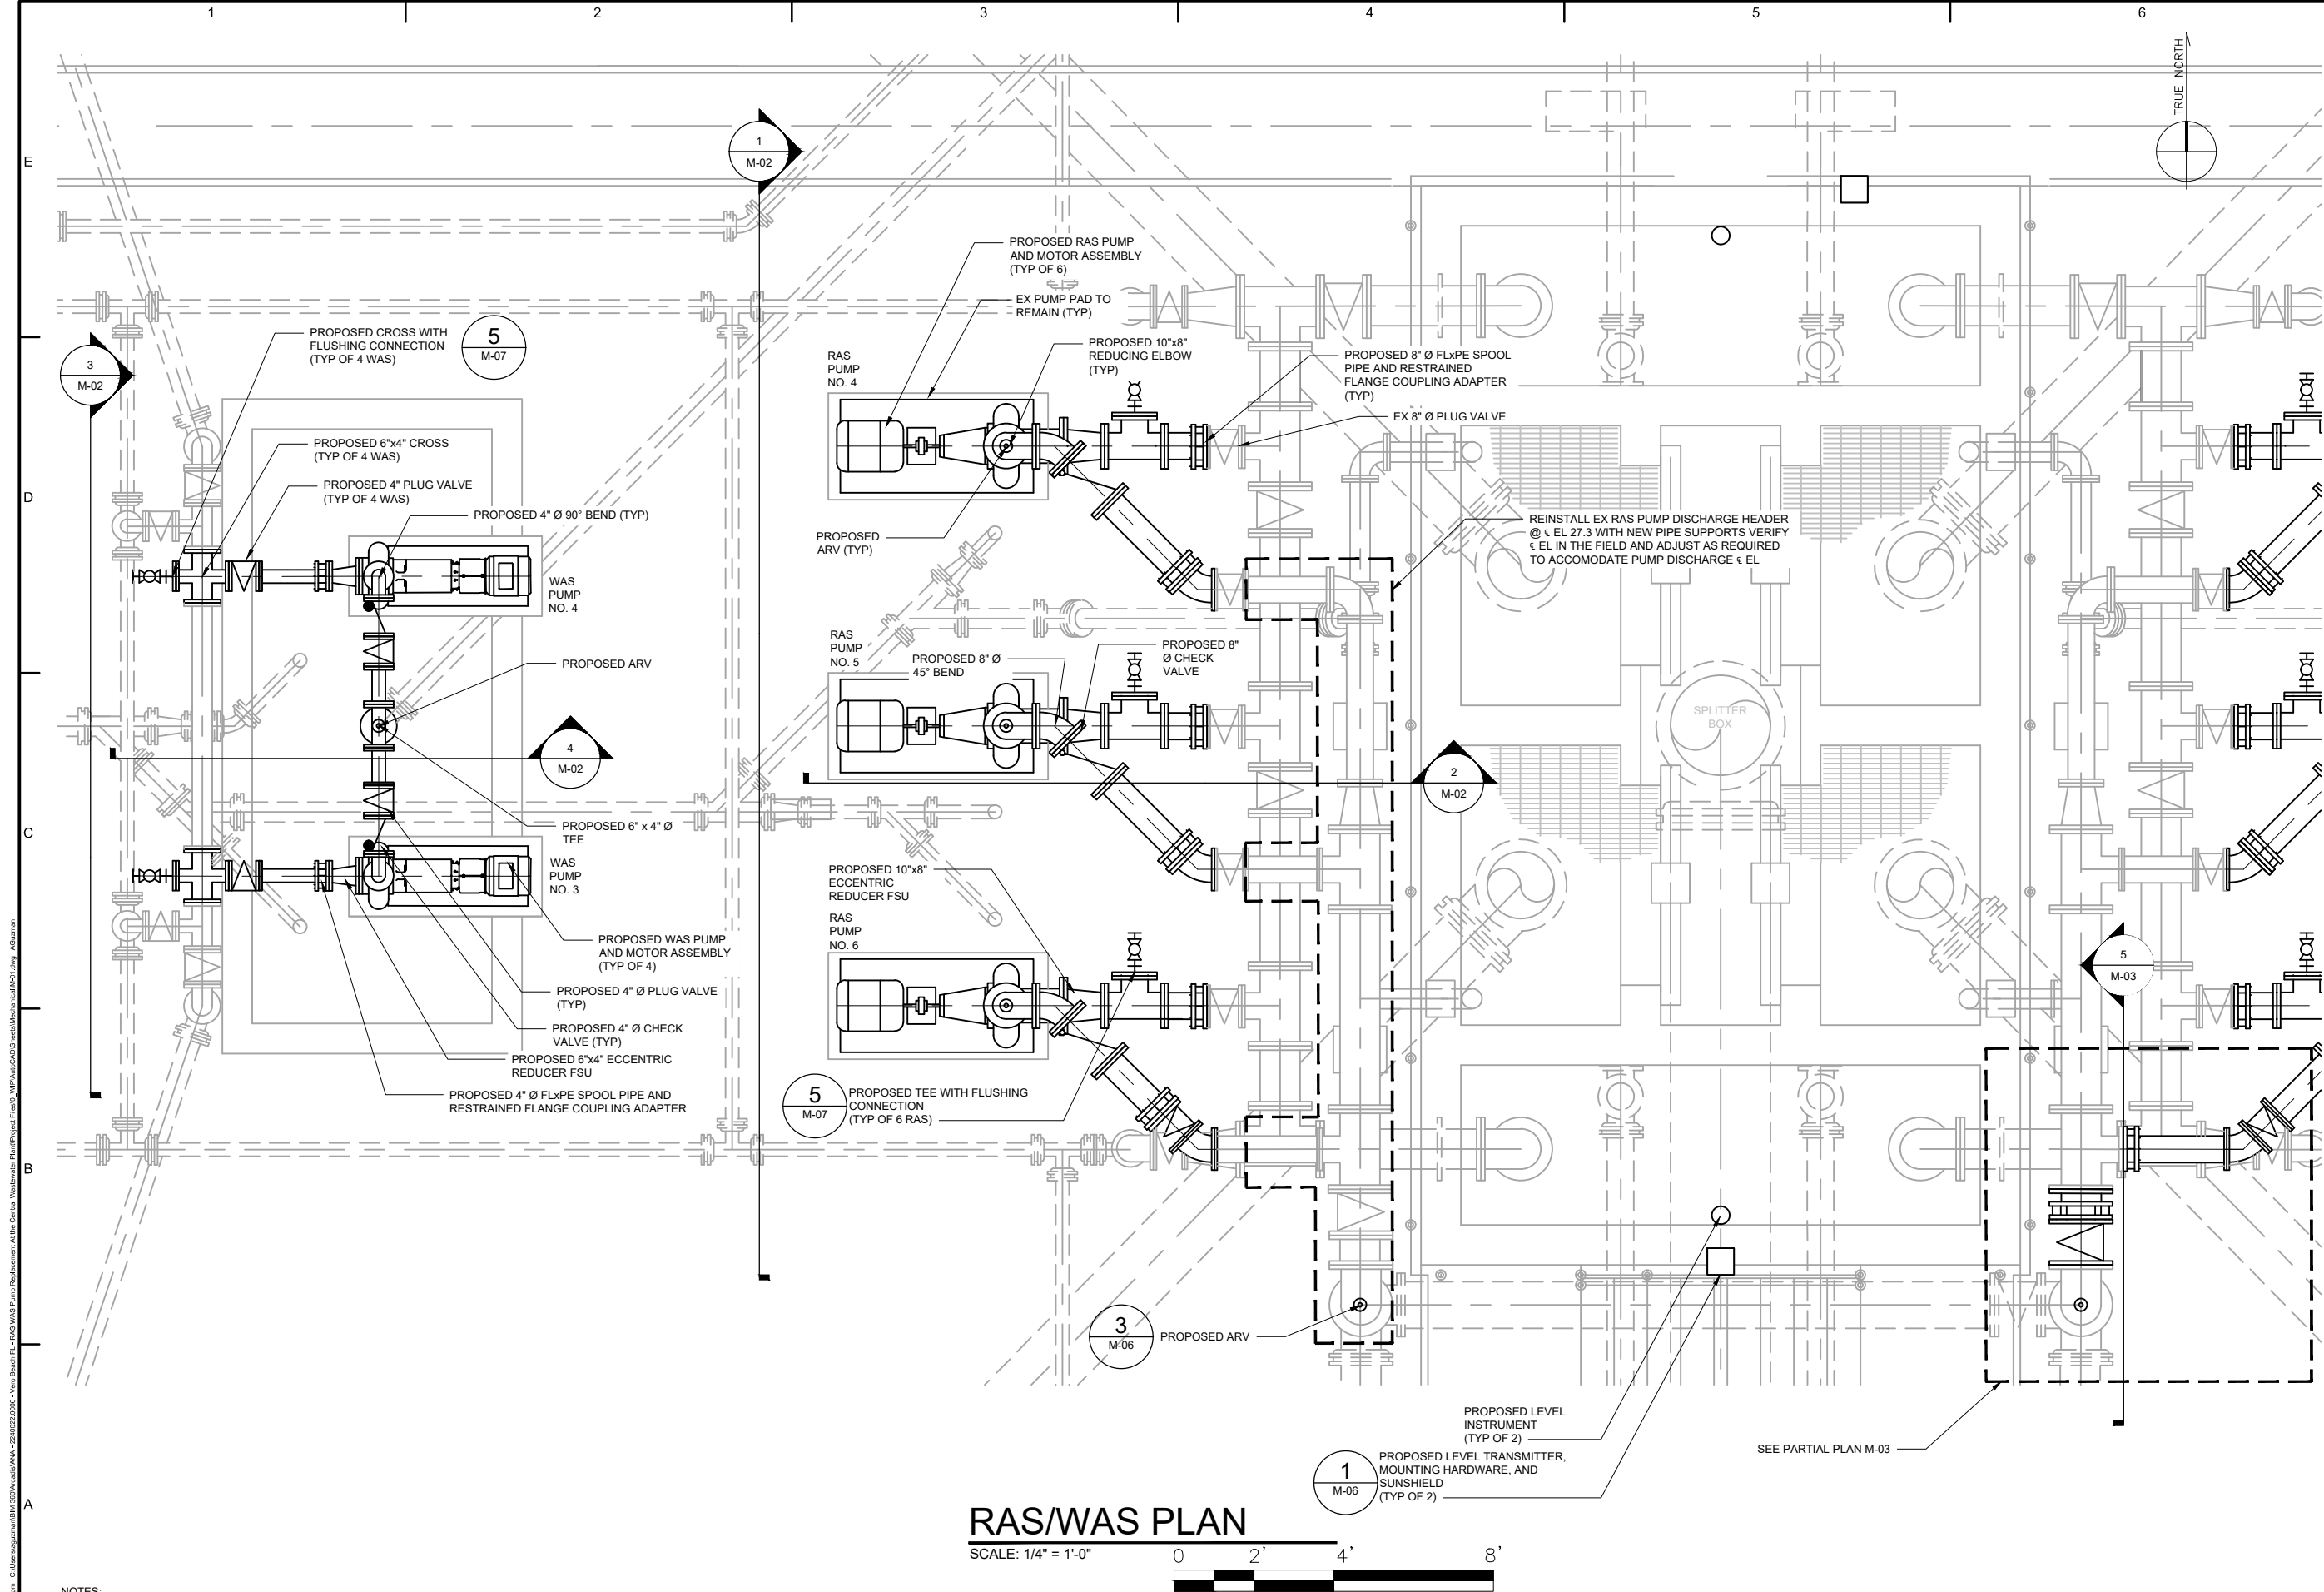 1
2
3
4
5
6
TRUE NORTH
E
D
C
B
A
1
M-02
PROPOSED RAS PUMP
AND MOTOR ASSEMBLY
(TYP OF 6)
EX PUMP PAD TO
REMAIN (TYP)
PROPOSED CROSS WITH
FLUSHING CONNECTION
(TYP OF 4 WAS)
5
M-07
3
M-02
RAS
PUMP
NO. 4
PROPOSED 10"x8"
REDUCING ELBOW
(TYP)
PROPOSED 8" Ø FLxPE SPOOL
PIPE AND RESTRAINED
FLANGE COUPLING ADAPTER
(TYP)
EX 8" Ø PLUG VALVE
PROPOSED 6"x4" CROSS
(TYP OF 4 WAS)
PROPOSED 4" PLUG VALVE
(TYP OF 4 WAS)
PROPOSED 4" Ø 90° BEND (TYP)
PROPOSED
ARV (TYP)
REINSTALL EX RAS PUMP DISCHARGE HEADER
@ ℄ EL 27.3 WITH NEW PIPE SUPPORTS VERIFY
℄ EL IN THE FIELD AND ADJUST AS REQUIRED
TO ACCOMODATE PUMP DISCHARGE ℄ EL
WAS
PUMP
NO. 4
RAS
PUMP
NO. 5
PROPOSED 8" Ø
45° BEND
PROPOSED 8"
Ø CHECK
VALVE
PROPOSED ARV
SPLITTER
BOX
4
M-02
2
M-02
PROPOSED 6" x 4" Ø
TEE
WAS
PUMP
NO. 3
PROPOSED 10"x8"
ECCENTRIC
REDUCER FSU
RAS
PUMP
NO. 6
PROPOSED WAS PUMP
AND MOTOR ASSEMBLY
(TYP OF 4)
5
M-03
PROPOSED 4" Ø PLUG VALVE
(TYP)
PROPOSED 4" Ø CHECK
VALVE (TYP)
PROPOSED 6"x4" ECCENTRIC
REDUCER FSU
PROPOSED 4" Ø FLxPE SPOOL PIPE AND
RESTRAINED FLANGE COUPLING ADAPTER
5
M-07
PROPOSED TEE WITH FLUSHING
CONNECTION
(TYP OF 6 RAS)
3
M-06
PROPOSED ARV
PROPOSED LEVEL
INSTRUMENT
(TYP OF 2)
1
M-06
PROPOSED LEVEL TRANSMITTER,
MOUNTING HARDWARE, AND
SUNSHIELD
(TYP OF 2)
SEE PARTIAL PLAN M-03
RAS/WAS PLAN
SCALE: 1/4" = 1'-0"
0 2' 4' 8'
NOTES: